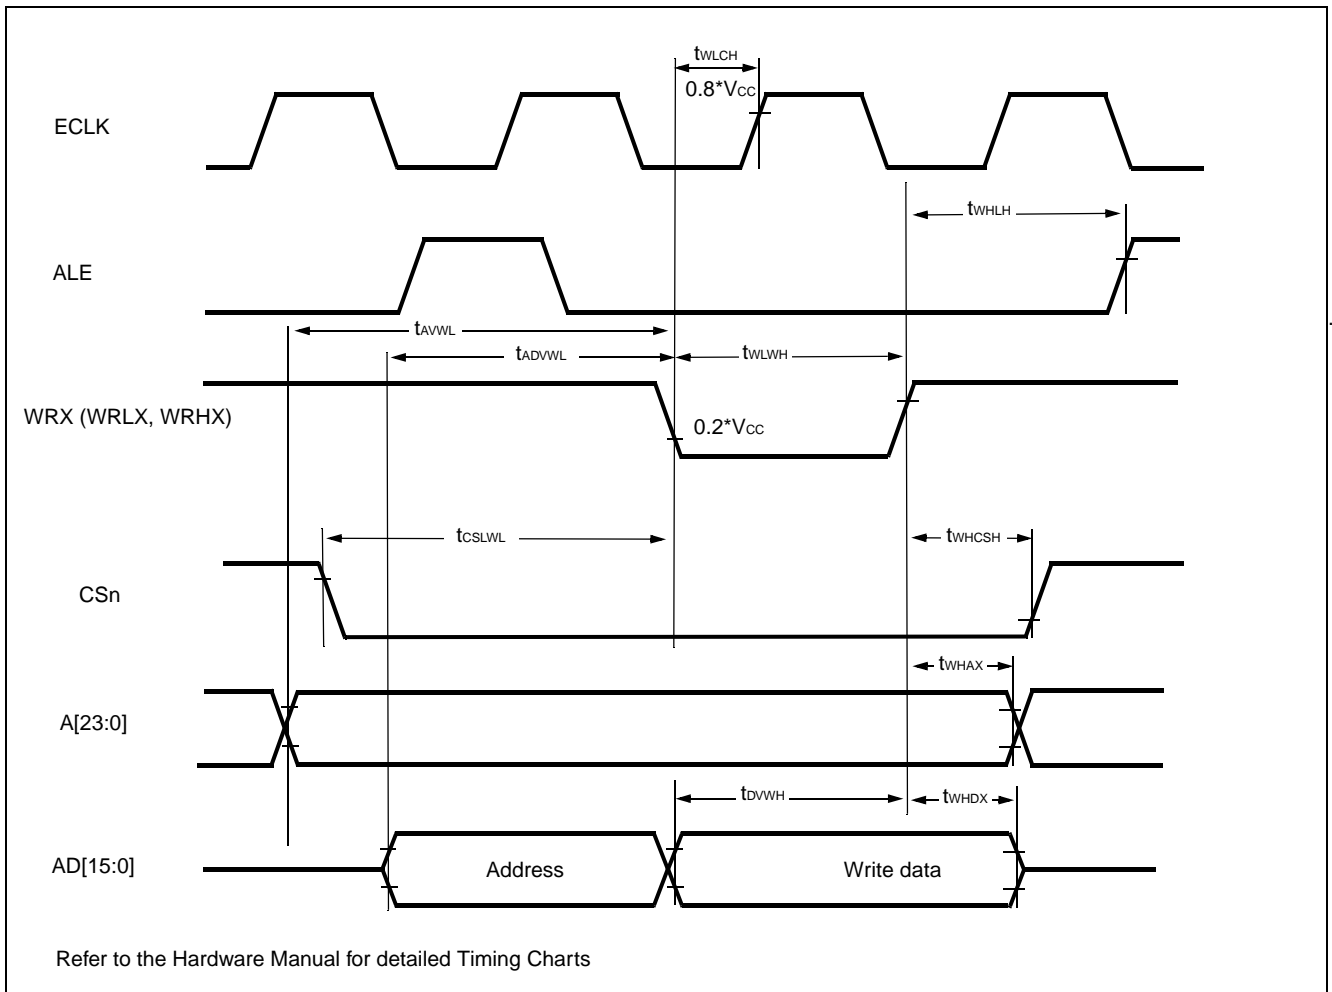 tWLCH
0.8*VCC
ECLK
tWHLH
ALE
tAVWL
tADVWL
tWLWH
WRX (WRLX, WRHX)
0.2*VCC
tCSLWL
tWHCSH
CSn
tWHAX
A[23:0]
tDVWH
tWHDX
AD[15:0]
Address
Write data
Refer to the Hardware Manual for detailed Timing Charts